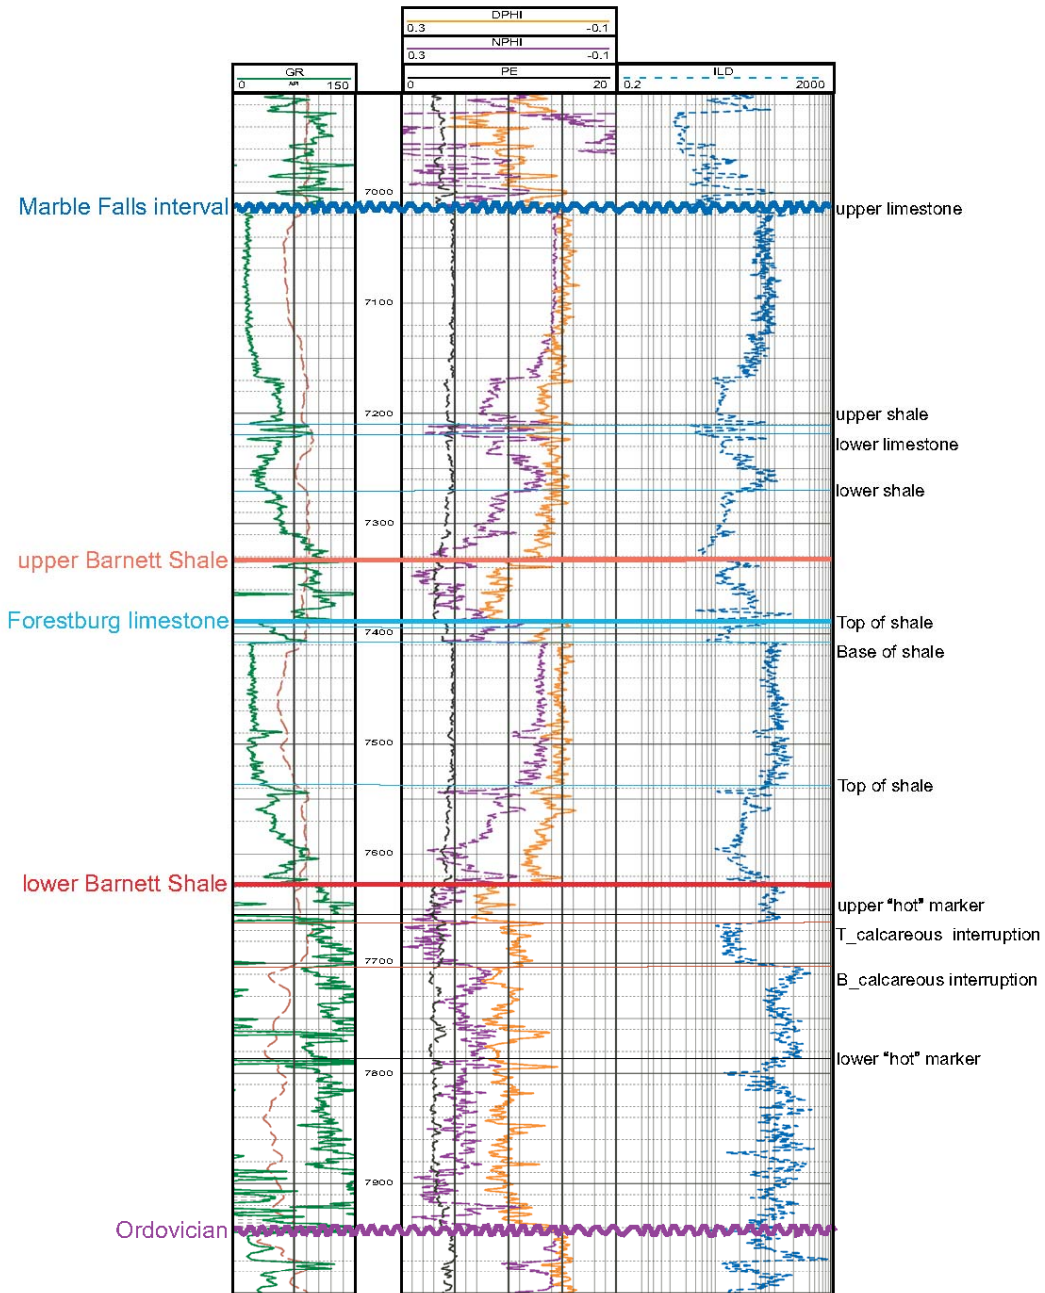 DPHI
0.3 -0.1
NPHI
0.3 -0.1
GR
API
0 150
PE
0 20
ILD
0.2 2000
7000
Marble Falls interval
upper limestone
7100
7200
upper shale
lower limestone
lower shale
7300
upper Barnett Shale
Forestburg limestone
Top of shale
7400
Base of shale
7500
Top of shale
7600
lower Barnett Shale
upper "hot" marker
T_calcareous interruption
7700
B_calcareous interruption
lower "hot" marker
7800
7900
Ordovician